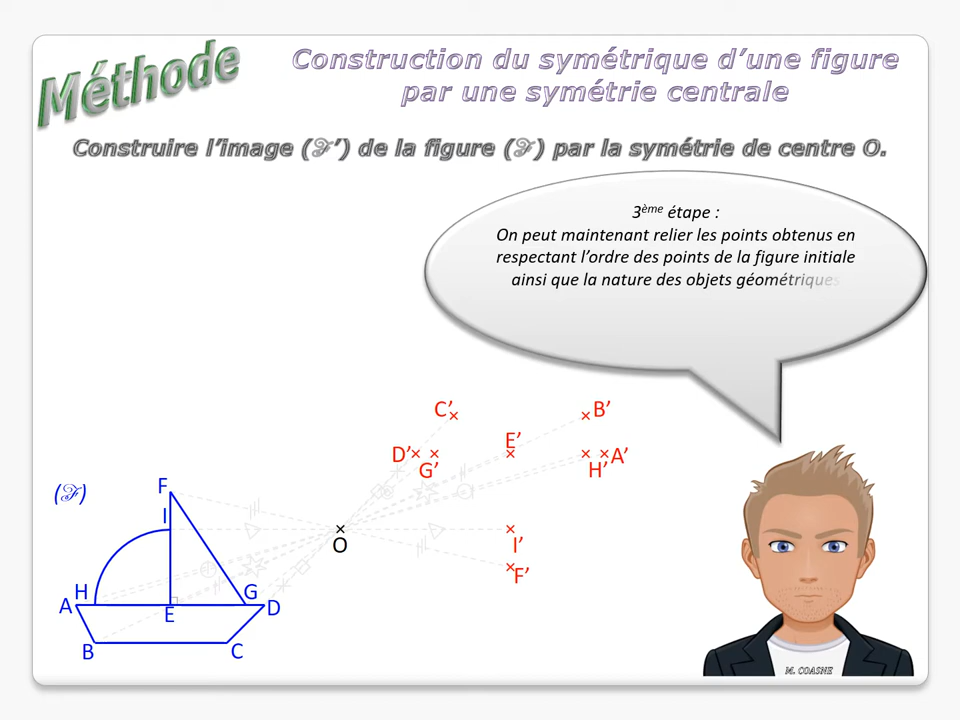 Méthode
Construction du symétrique d’une figure
par une symétrie centrale
Construire l’image (ℱ’) de la figure (ℱ) par la symétrie de centre O.
3ème étape :
On peut maintenant relier les points obtenus en
respectant l’ordre des points de la figure initiale
ainsi que la nature des objets géométriques
C’
B’
E’
D’
G’
H’
A’
(ℱ)
F
I
O
I’
F’
H
A
E
G
D
B
C
M. COASNE